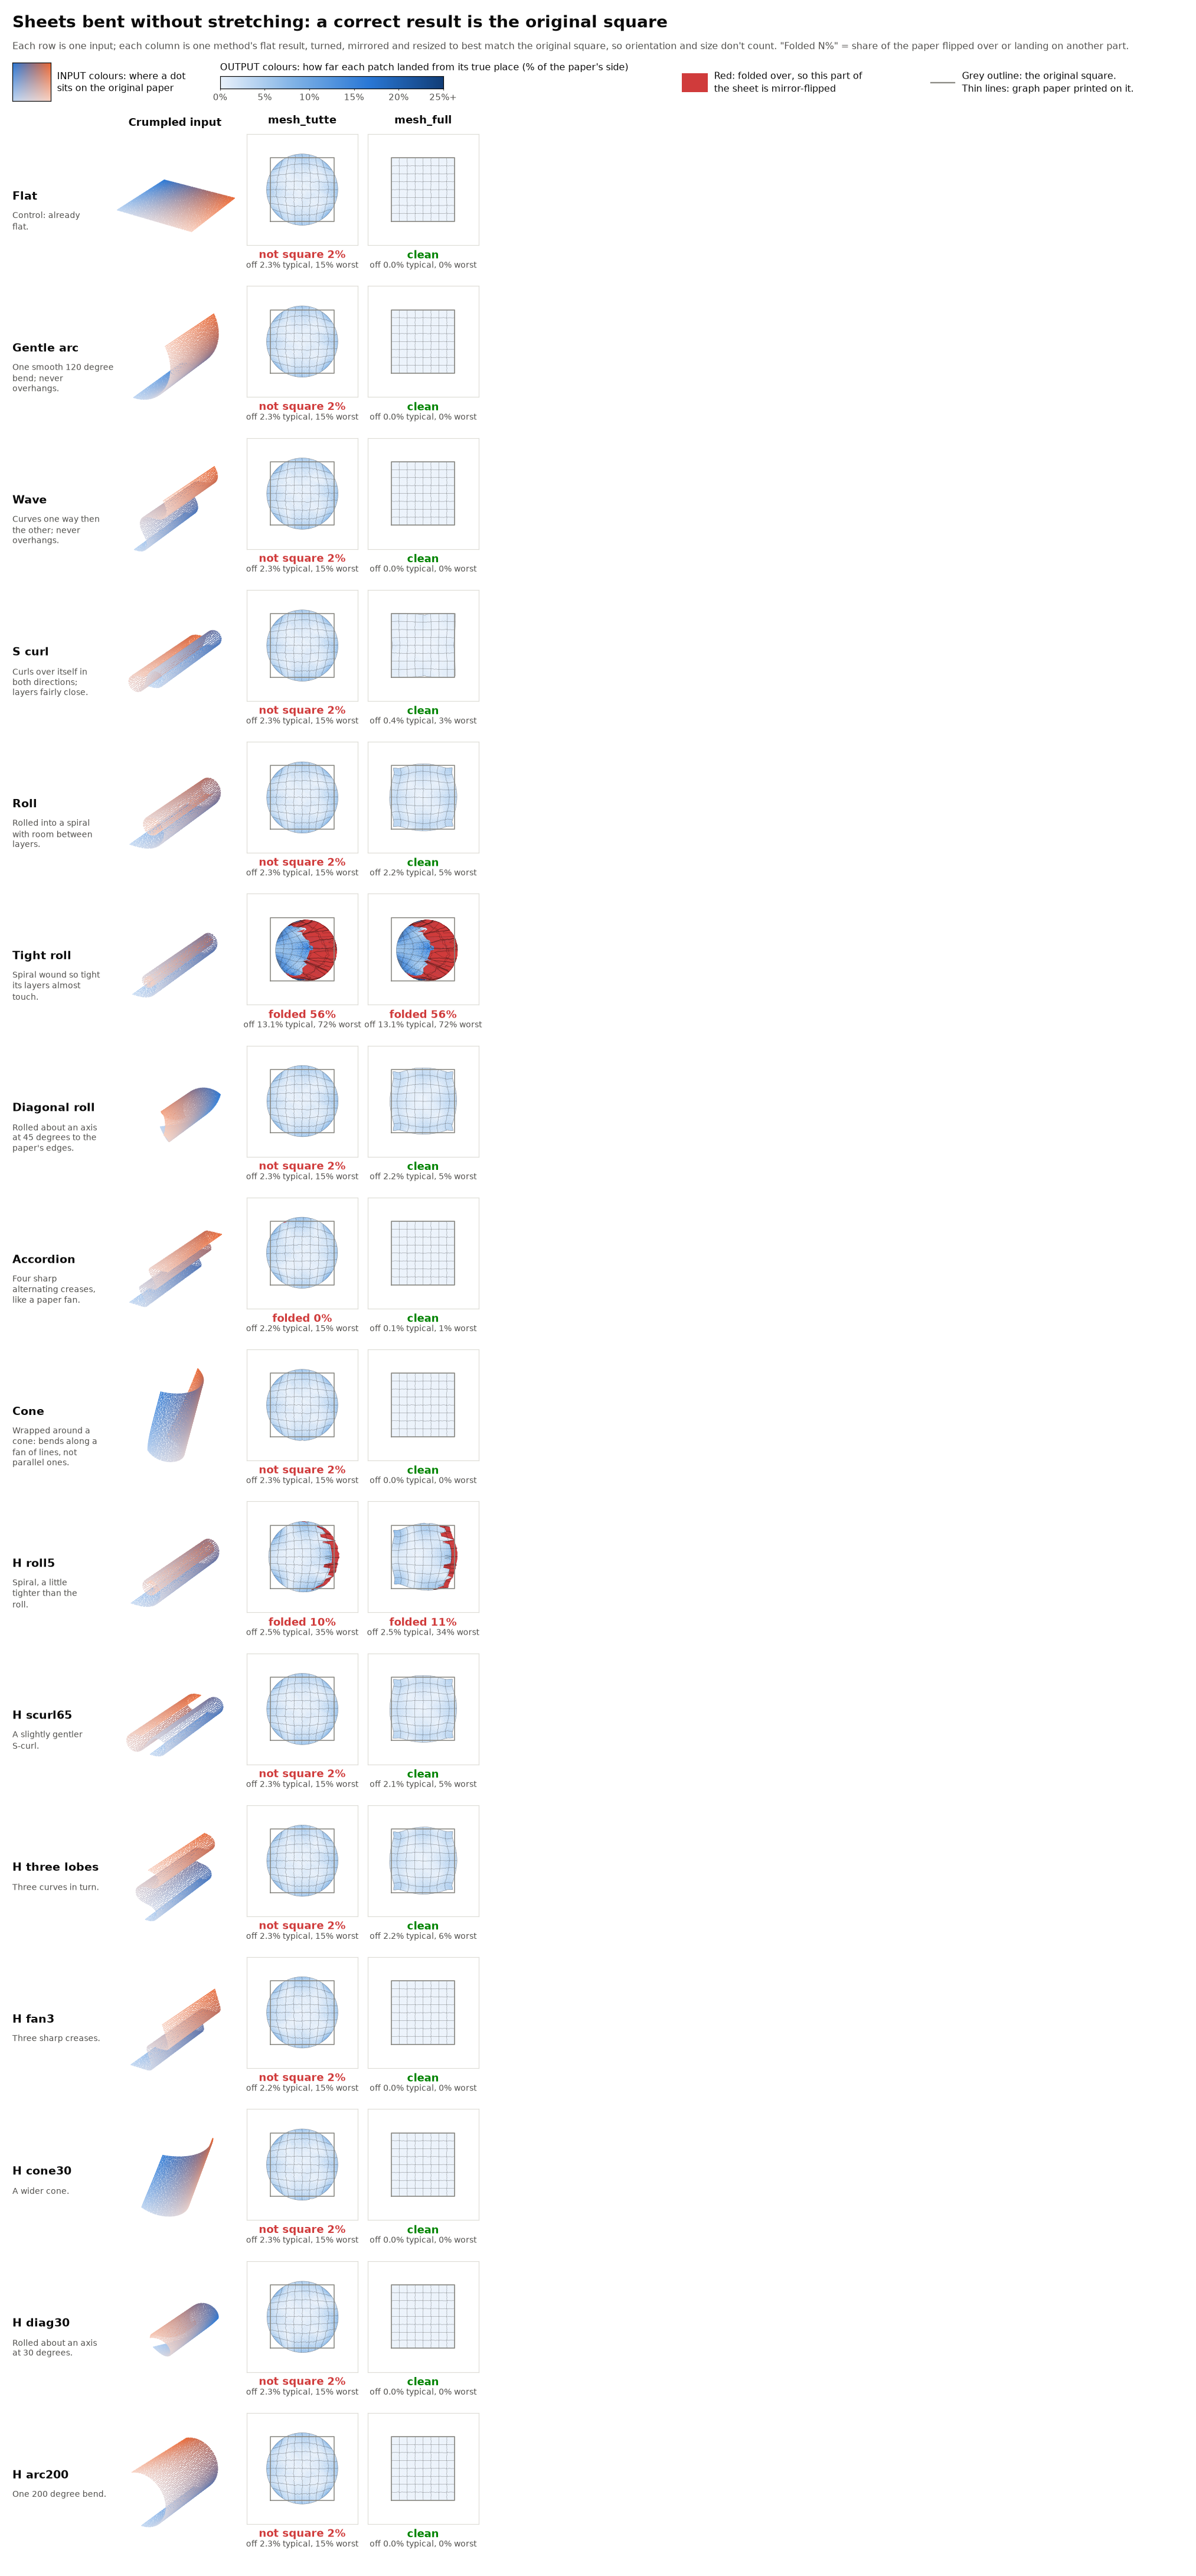 Sheets bent without stretching: a correct result is the original square
Each row is one input; each column is one method's flat result, turned, mirrored and resized to best match the original square, so orientation and size don't count. "Folded N%" = share of the paper flipped over or landing on another part.
INPUT colours: where a dot
sits on the original paper
OUTPUT colours: how far each patch landed from its true place (% of the paper's side)
0% 5% 10% 15% 20% 25%+
Red: folded over, so this part of
the sheet is mirror-flipped
Grey outline: the original square.
Thin lines: graph paper printed on it.
Crumpled input mesh_tutte mesh_full
Flat
Control: already
flat.
not square 2% clean
off 2.3% typical, 15% worst off 0.0% typical, 0% worst
Gentle arc
One smooth 120 degree
bend; never
overhangs.
not square 2% clean
off 2.3% typical, 15% worst off 0.0% typical, 0% worst
Wave
Curves one way then
the other; never
overhangs.
not square 2% clean
off 2.3% typical, 15% worst off 0.0% typical, 0% worst
S curl
Curls over itself in
both directions;
layers fairly close.
not square 2% clean
off 2.3% typical, 15% worst off 0.4% typical, 3% worst
Roll
Rolled into a spiral
with room between
layers.
not square 2% clean
off 2.3% typical, 15% worst off 2.2% typical, 5% worst
Tight roll
Spiral wound so tight
its layers almost
touch.
folded 56% folded 56%
off 13.1% typical, 72% worst off 13.1% typical, 72% worst
Diagonal roll
Rolled about an axis
at 45 degrees to the
paper's edges.
not square 2% clean
off 2.3% typical, 15% worst off 2.2% typical, 5% worst
Accordion
Four sharp
alternating creases,
like a paper fan.
folded 0% clean
off 2.2% typical, 15% worst off 0.1% typical, 1% worst
Cone
Wrapped around a
cone: bends along a
fan of lines, not
parallel ones.
not square 2% clean
off 2.3% typical, 15% worst off 0.0% typical, 0% worst
H roll5
Spiral, a little
tighter than the
roll.
folded 10% folded 11%
off 2.5% typical, 35% worst off 2.5% typical, 34% worst
H scurl65
A slightly gentler
S-curl.
not square 2% clean
off 2.3% typical, 15% worst off 2.1% typical, 5% worst
H three lobes
Three curves in turn.
not square 2% clean
off 2.3% typical, 15% worst off 2.2% typical, 6% worst
H fan3
Three sharp creases.
not square 2% clean
off 2.2% typical, 15% worst off 0.0% typical, 0% worst
H cone30
A wider cone.
not square 2% clean
off 2.3% typical, 15% worst off 0.0% typical, 0% worst
H diag30
Rolled about an axis
at 30 degrees.
not square 2% clean
off 2.3% typical, 15% worst off 0.0% typical, 0% worst
H arc200
One 200 degree bend.
not square 2% clean
off 2.3% typical, 15% worst off 0.0% typical, 0% worst